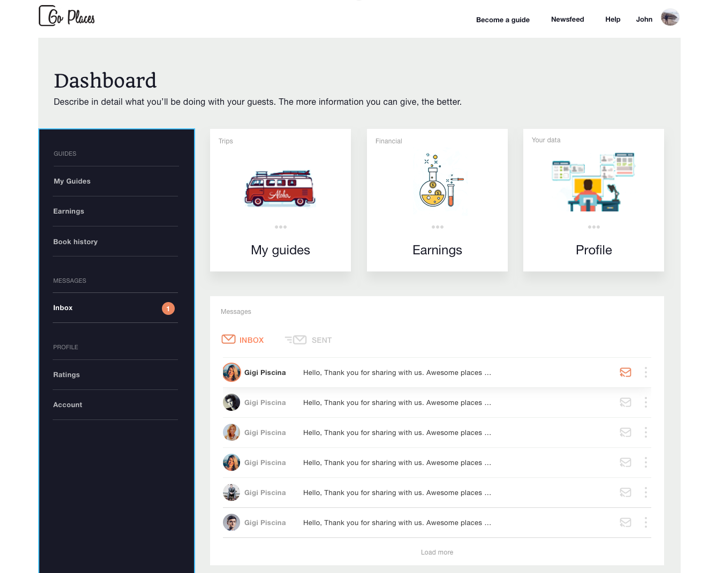 Go Places
Become a guide
Newsfeed
Help
John
Dashboard
Describe in detail what you'll be doing with your guests. The more information you can give, the better.
GUIDES
My Guides
Earnings
Book history
MESSAGES
Inbox
1
PROFILE
Ratings
Account
Trips
Aloha
My guides
Financial
Earnings
Your data
Profile
Messages
INBOX
SENT
Gigi Piscina Hello, Thank you for sharing with us. Awesome places ...
Gigi Piscina Hello, Thank you for sharing with us. Awesome places ...
Gigi Piscina Hello, Thank you for sharing with us. Awesome places ...
Gigi Piscina Hello, Thank you for sharing with us. Awesome places ...
Gigi Piscina Hello, Thank you for sharing with us. Awesome places ...
Gigi Piscina Hello, Thank you for sharing with us. Awesome places ...
Load more